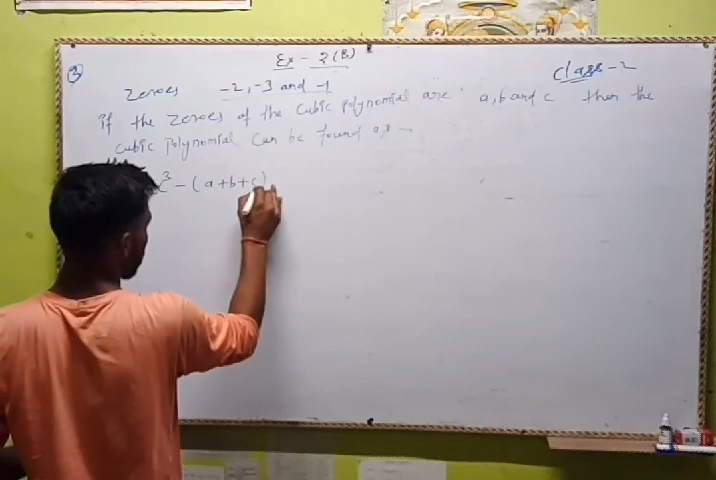 Ex - 2(B)
Class - 2
③ Zeroes -2, -3 and -1
If the zeroes of the cubic polynomial are a, b and c then the
cubic polynomial can be found as -
x³ - (a+b+c)